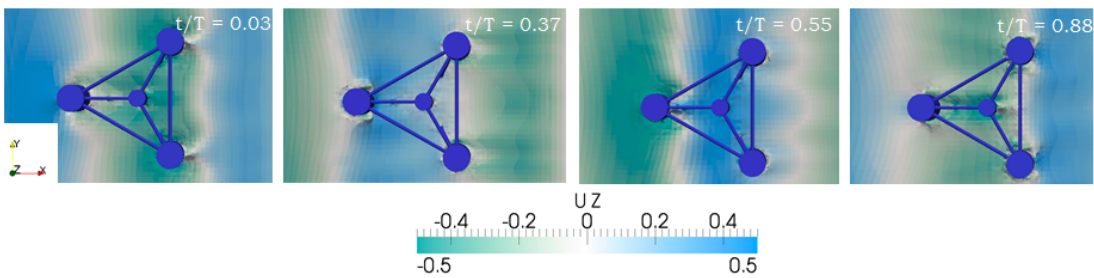 t/T = 0.03
t/T = 0.37
t/T = 0.55
t/T = 0.88
Y
Z X
U Z
-0.4 -0.2 0 0.2 0.4
-0.5 0.5